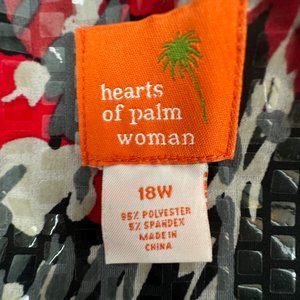 hearts
of palm
woman
18W
95% POLYESTER
5% SPANDEX
MADE IN
CHINA